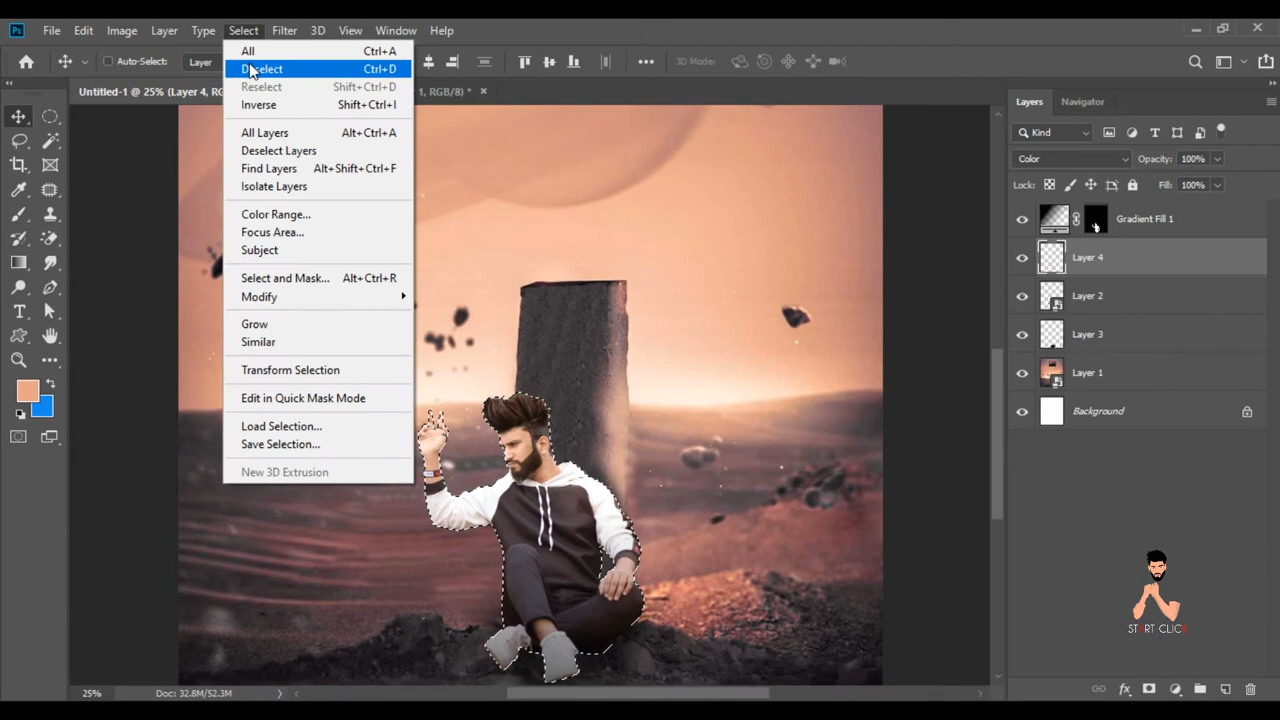 Ps File Edit Image Layer Type Select Filter 3D View Window Help
Auto-Select: Layer 3D Mode:
Untitled-1 @ 25% (Layer 4, RG 1, RGB/8) *
All Ctrl+A
Deselect Ctrl+D
Reselect Shift+Ctrl+D
Inverse Shift+Ctrl+I
All Layers Alt+Ctrl+A
Deselect Layers
Find Layers Alt+Shift+Ctrl+F
Isolate Layers
Color Range...
Focus Area...
Subject
Select and Mask... Alt+Ctrl+R
Modify
Grow
Similar
Transform Selection
Edit in Quick Mask Mode
Load Selection...
Save Selection...
New 3D Extrusion
Layers Navigator
Kind
Color Opacity: 100%
Lock: Fill: 100%
Gradient Fill 1
Layer 4
Layer 2
Layer 3
Layer 1
Background
START CLICK
25% Doc: 32.8M/52.3M